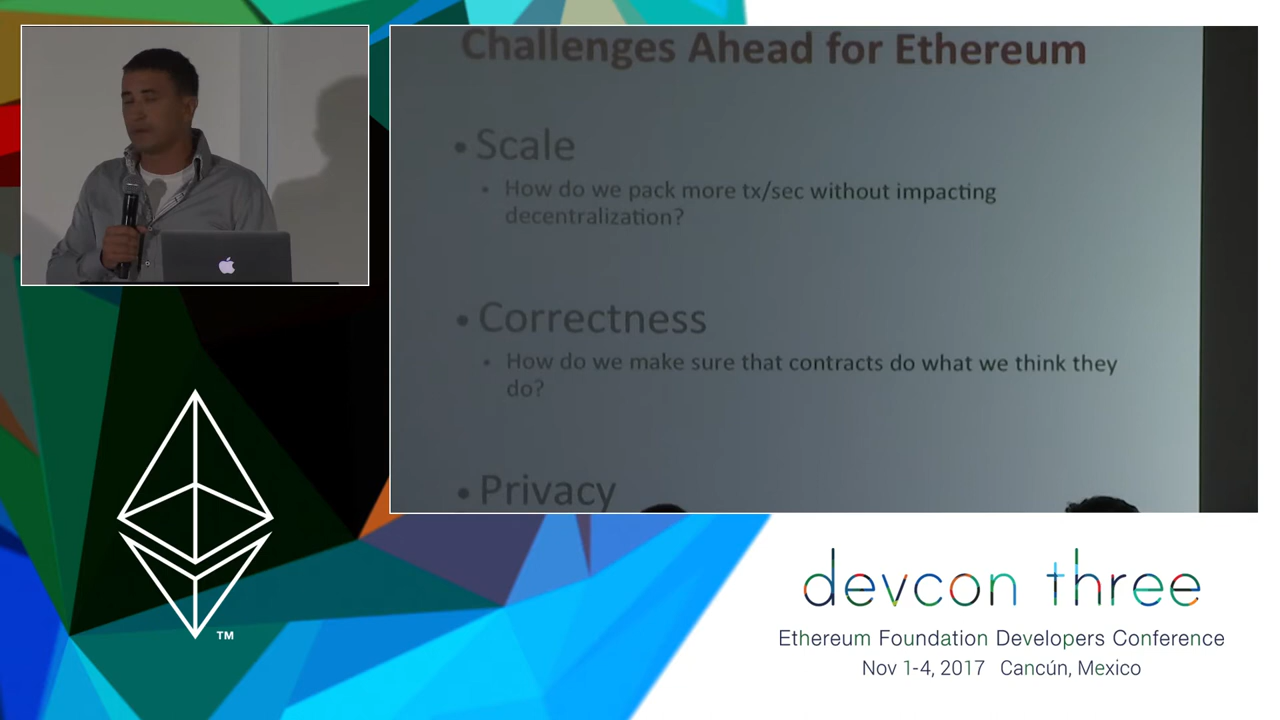 Challenges Ahead for Ethereum
• Scale
• How do we pack more tx/sec without impacting
decentralization?
• Correctness
• How do we make sure that contracts do what we think they
do?
• Privacy
TM
devcon three
Ethereum Foundation Developers Conference
Nov 1-4, 2017 Cancún, Mexico